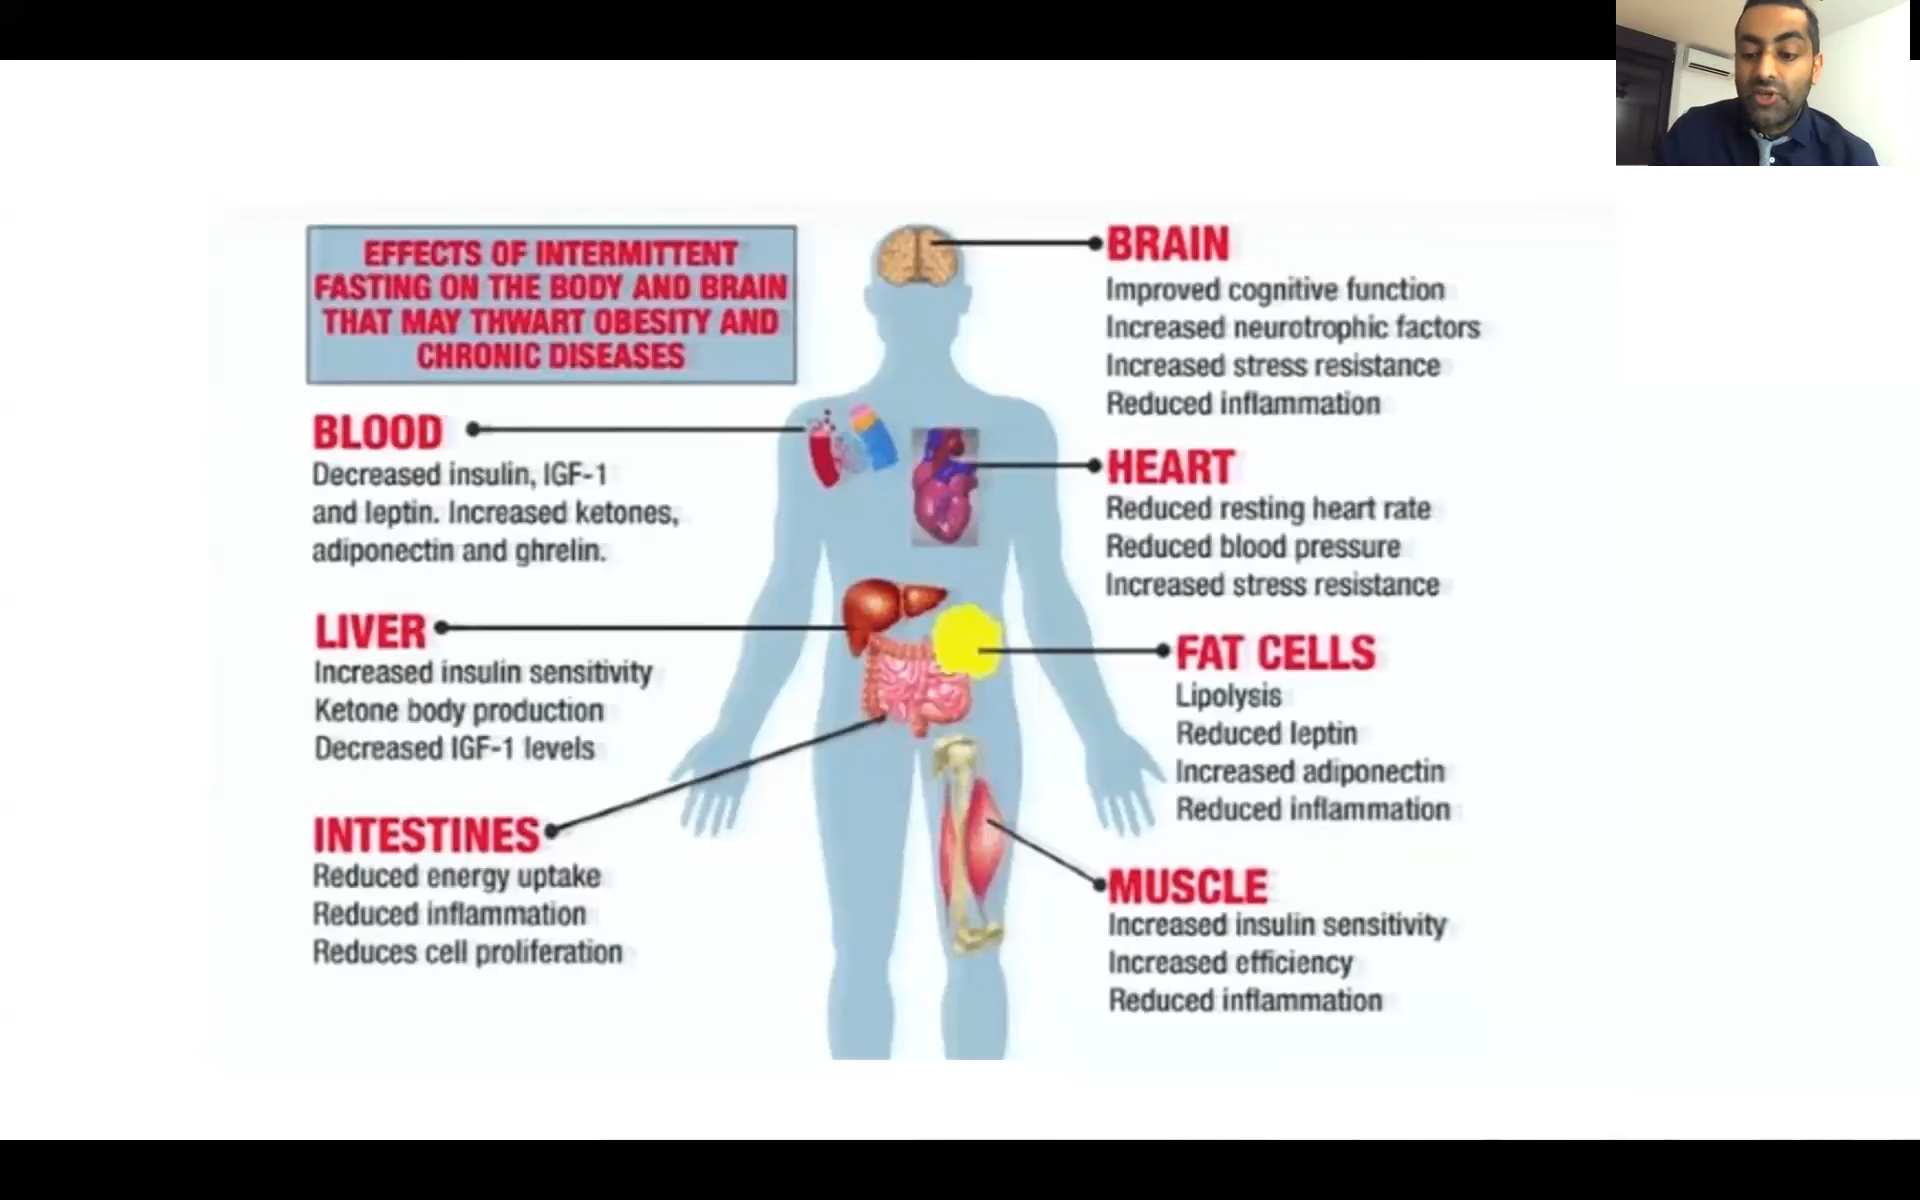 EFFECTS OF INTERMITTENT
FASTING ON THE BODY AND BRAIN
THAT MAY THWART OBESITY AND
CHRONIC DISEASES
BLOOD
Decreased insulin, IGF-1
and leptin. Increased ketones,
adiponectin and ghrelin.
LIVER
Increased insulin sensitivity
Ketone body production
Decreased IGF-1 levels
INTESTINES
Reduced energy uptake
Reduced inflammation
Reduces cell proliferation
BRAIN
Improved cognitive function
Increased neurotrophic factors
Increased stress resistance
Reduced inflammation
HEART
Reduced resting heart rate
Reduced blood pressure
Increased stress resistance
FAT CELLS
Lipolysis
Reduced leptin
Increased adiponectin
Reduced inflammation
MUSCLE
Increased insulin sensitivity
Increased efficiency
Reduced inflammation